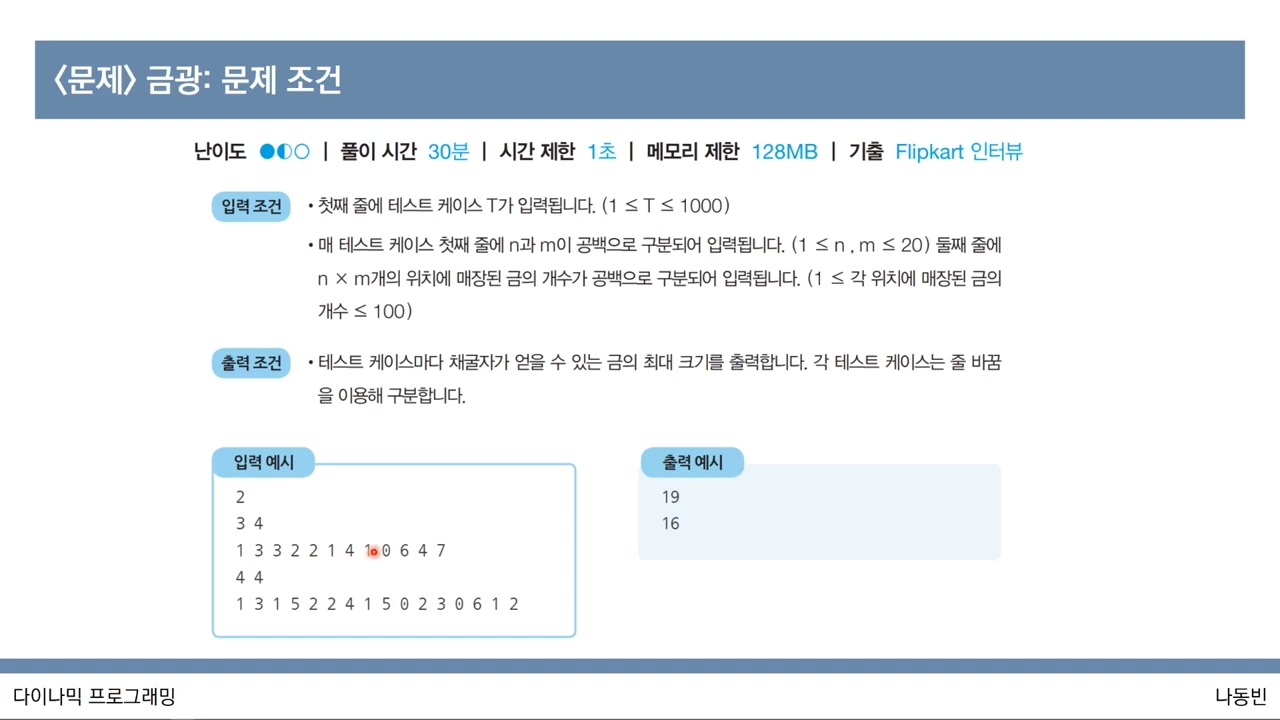 〈문제〉 금광: 문제 조건
난이도 | 풀이 시간 30분 | 시간 제한 1초 | 메모리 제한 128MB | 기출 Flipkart 인터뷰
입력 조건 • 첫째 줄에 테스트 케이스 T가 입력됩니다. (1 ≤ T ≤ 1000)
• 매 테스트 케이스 첫째 줄에 n과 m이 공백으로 구분되어 입력됩니다. (1 ≤ n , m ≤ 20) 둘째 줄에
n × m개의 위치에 매장된 금의 개수가 공백으로 구분되어 입력됩니다. (1 ≤ 각 위치에 매장된 금의
개수 ≤ 100)
출력 조건 • 테스트 케이스마다 채굴자가 얻을 수 있는 금의 최대 크기를 출력합니다. 각 테스트 케이스는 줄 바꿈
을 이용해 구분합니다.
입력 예시
2
3 4
1 3 3 2 2 1 4 1 0 6 4 7
4 4
1 3 1 5 2 2 4 1 5 0 2 3 0 6 1 2
출력 예시
19
16
다이나믹 프로그래밍
나동빈